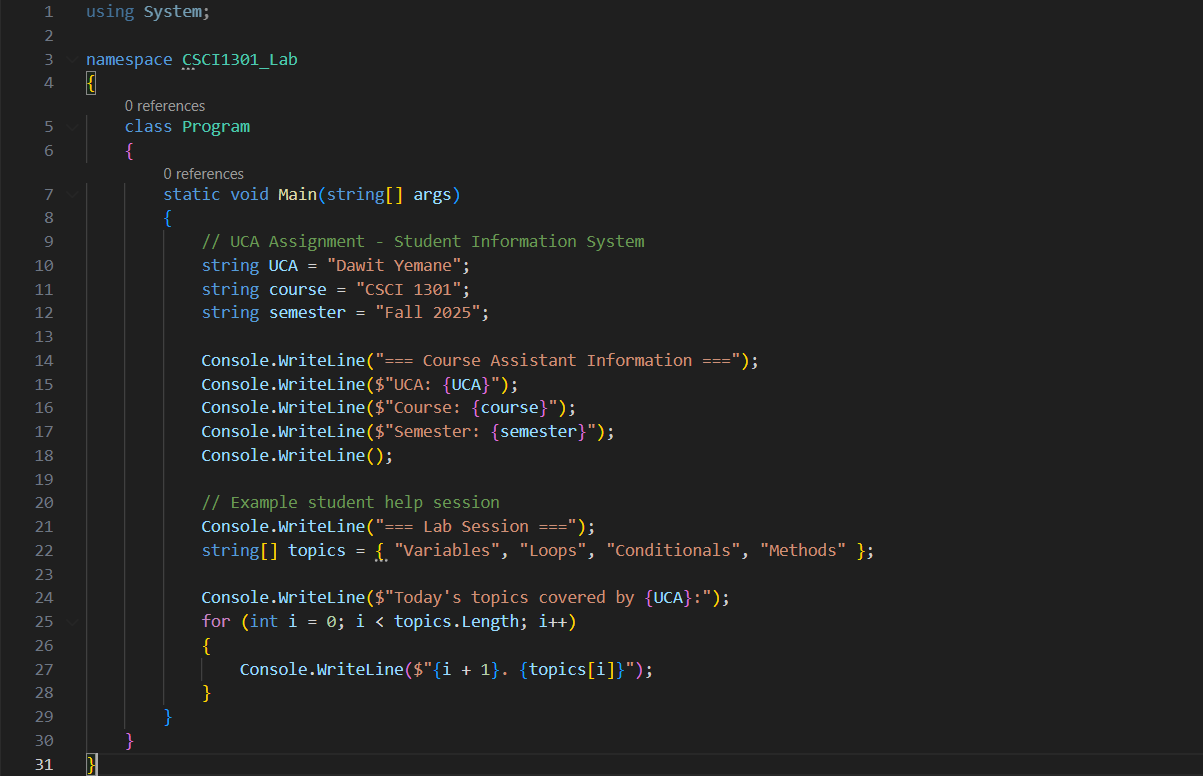 1 using System;
2
3 namespace CSCI1301_Lab
4 {
0 references
5 class Program
6 {
0 references
7 static void Main(string[] args)
8 {
9 // UCA Assignment - Student Information System
10 string UCA = "Dawit Yemane";
11 string course = "CSCI 1301";
12 string semester = "Fall 2025";
13
14 Console.WriteLine("=== Course Assistant Information ===");
15 Console.WriteLine($"UCA: {UCA}");
16 Console.WriteLine($"Course: {course}");
17 Console.WriteLine($"Semester: {semester}");
18 Console.WriteLine();
19
20 // Example student help session
21 Console.WriteLine("=== Lab Session ===");
22 string[] topics = { "Variables", "Loops", "Conditionals", "Methods" };
23
24 Console.WriteLine($"Today's topics covered by {UCA}:");
25 for (int i = 0; i < topics.Length; i++)
26 {
27 Console.WriteLine($"{i + 1}. {topics[i]}");
28 }
29 }
30 }
31 }